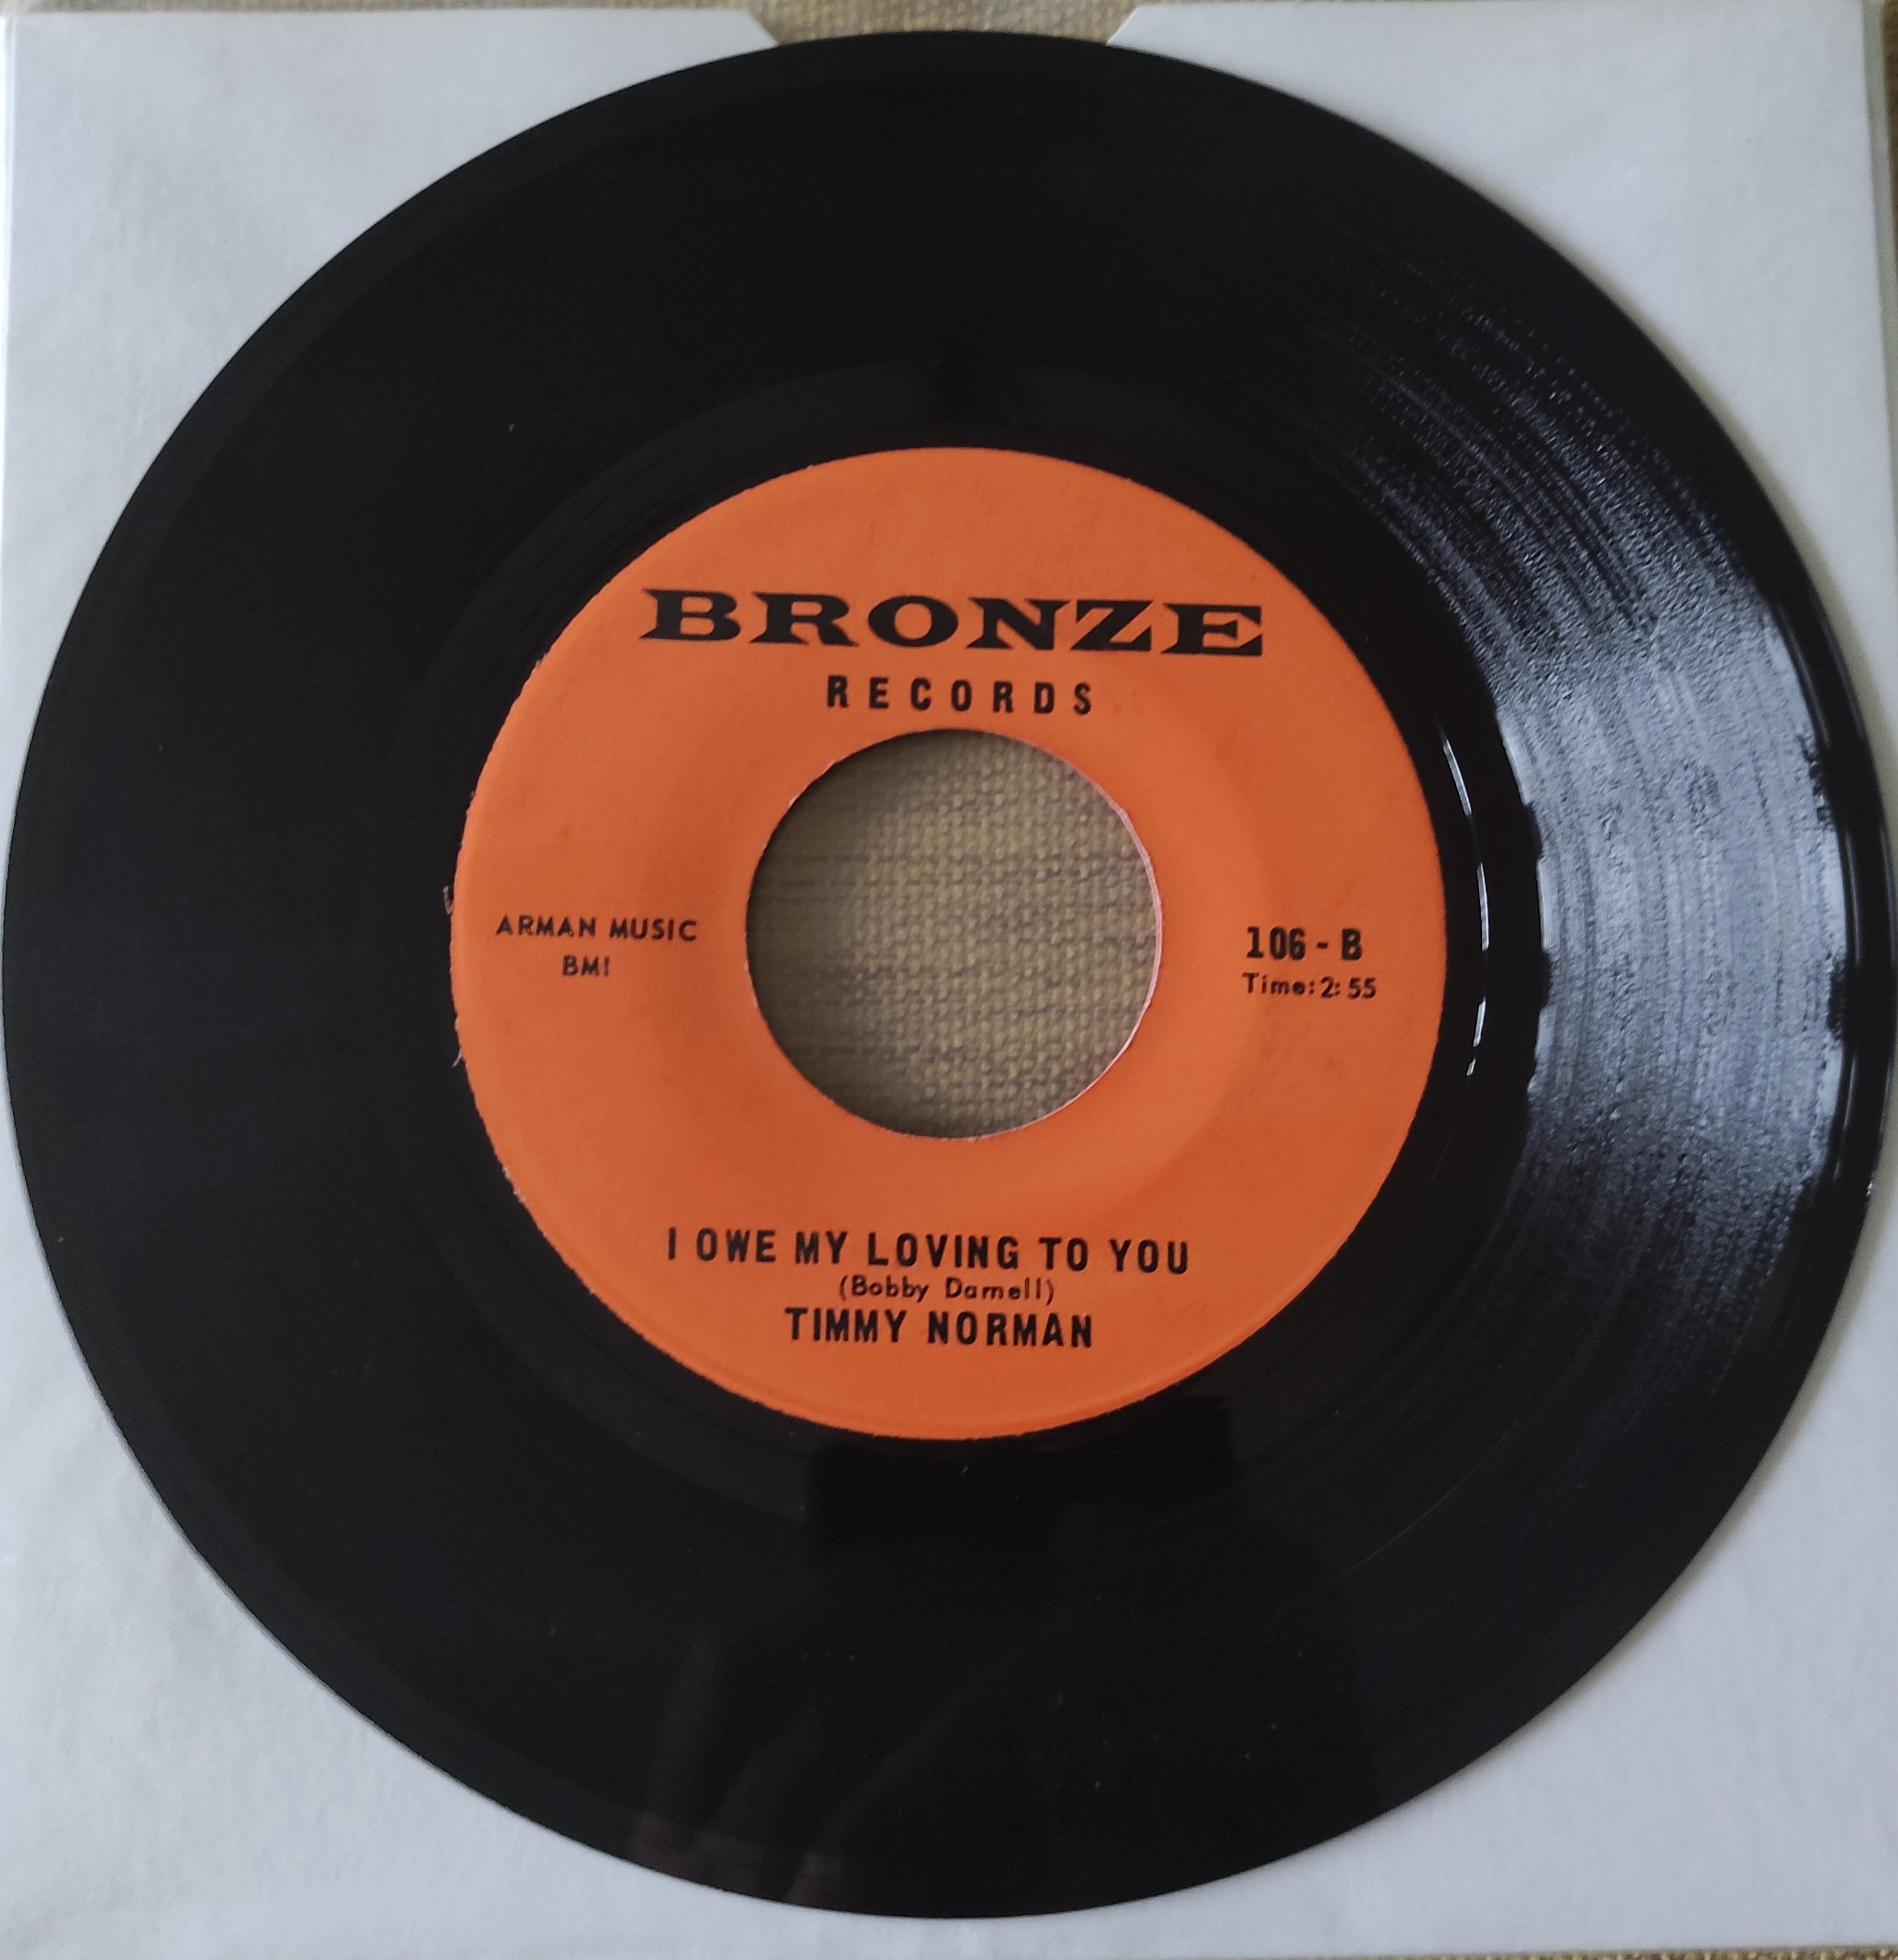 BRONZE
RECORDS
ARMAN MUSIC
BMI
106 - B
Time: 2: 55
I OWE MY LOVING TO YOU
(Bobby Darnell)
TIMMY NORMAN